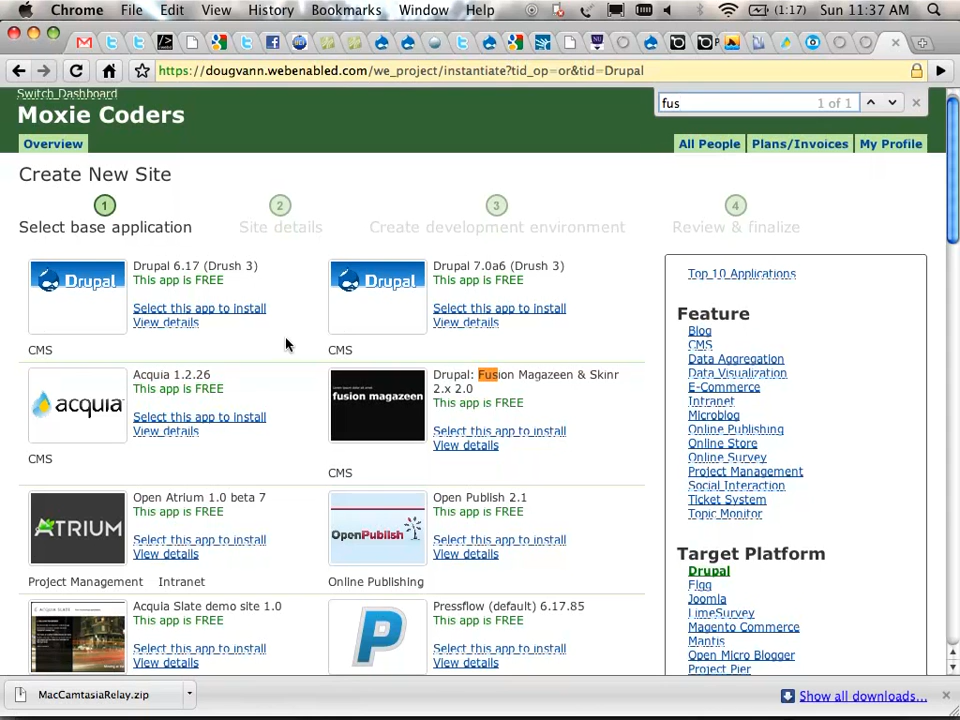 Chrome File Edit View History Bookmarks Window Help (1:17) Sun 11:37 AM
https://dougvann.webenabled.com/we_project/instantiate?tid_op=or&tid=Drupal
fus 1 of 1
Switch Dashboard
Moxie Coders
Overview All People Plans/Invoices My Profile
Create New Site
1 2 3 4
Select base application Site details Create development environment Review & finalize
Drupal
Drupal 6.17 (Drush 3)
This app is FREE
Select this app to install
View details
CMS
Drupal
Drupal 7.0a6 (Drush 3)
This app is FREE
Select this app to install
View details
CMS
acquia
Acquia 1.2.26
This app is FREE
Select this app to install
View details
CMS
fusion magazeen
Drupal: Fusion Magazeen & Skinr
2.x 2.0
This app is FREE
Select this app to install
View details
CMS
ATRIUM
Open Atrium 1.0 beta 7
This app is FREE
Select this app to install
View details
Project Management Intranet
OpenPublish
Open Publish 2.1
This app is FREE
Select this app to install
View details
Online Publishing
Acquia Slate demo site 1.0
This app is FREE
Select this app to install
View details
P
Pressflow (default) 6.17.85
This app is FREE
Select this app to install
View details
Top 10 Applications
Feature
Blog
CMS
Data Aggregation
Data Visualization
E-Commerce
Intranet
Microblog
Online Publishing
Online Store
Online Survey
Project Management
Social Interaction
Ticket System
Topic Monitor
Target Platform
Drupal
Elgg
Joomla
LimeSurvey
Magento Commerce
Mantis
Open Micro Blogger
Project Pier
MacCamtasiaRelay.zip Show all downloads...